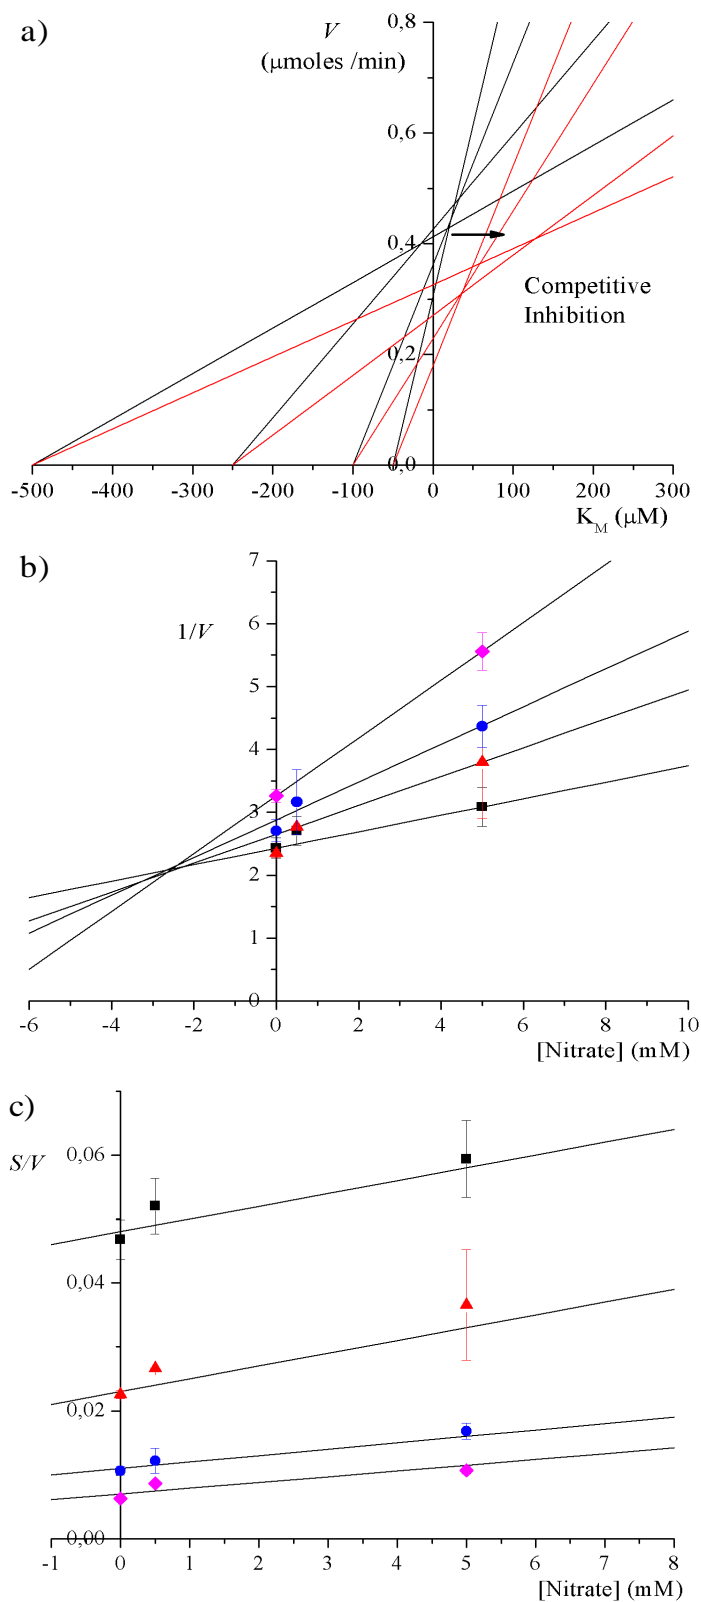 a)
V
(μmoles /min)
0,8
0,6
0,4
Competitive
Inhibition
0,2
0,0
-500 -400 -300 -200 -100 0 100 200 300
K_M (μM)
b)
7
1/V
6
5
4
3
2
1
0
-6 -4 -2 0 2 4 6 8 10
[Nitrate] (mM)
c)
S/V
0,06
0,04
0,02
0,00
-1 0 1 2 3 4 5 6 7 8
[Nitrate] (mM)